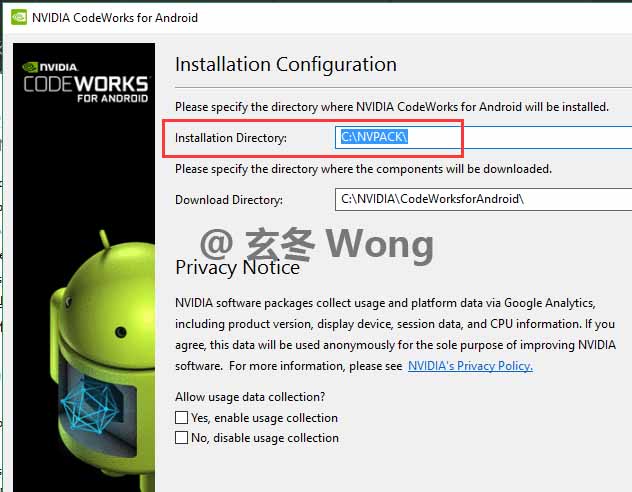 NVIDIA CodeWorks for Android
NVIDIA.
CODEWORKS
FOR ANDROID
Installation Configuration
Please specify the directory where NVIDIA CodeWorks for Android will be installed.
Installation Directory:
C:\NVPACK\
Please specify the directory where the components will be downloaded.
Download Directory:
C:\NVIDIA\CodeWorksforAndroid\
@ 玄冬 Wong
Privacy Notice
NVIDIA software packages collect usage and platform data via Google Analytics,
including product version, display device, session data, and CPU information. If you
agree, this data will be used anonymously for the sole purpose of improving NVIDIA
software. For more information, please see NVIDIA's Privacy Policy.
Allow usage data collection?
Yes, enable usage collection
No, disable usage collection